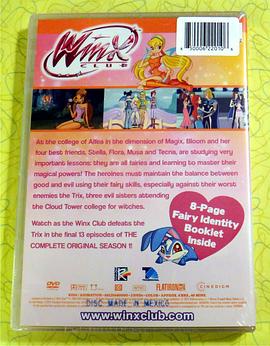 Winx
CLUB
As the college of Alfea in the dimension of Magix, Bloom and her
four best friends, Stella, Flora, Musa and Tecna, are studying very
important lessons: they are all fairies and learning to master their
magical powers! The heroines must maintain the balance between
good and evil using their fairy skills, especially against their worst
enemies the Trix, three evil sisters attending
the Cloud Tower college for witches.
Watch as the Winx Club defeats the
Trix in the final 13 episodes of THE
COMPLETE ORIGINAL SEASON 1!!
8-Page
Fairy Identity
Booklet
Inside
DVD
FLATIRON
CINEDIGM
DISC MADE IN MEXICO
www.winxclub.com